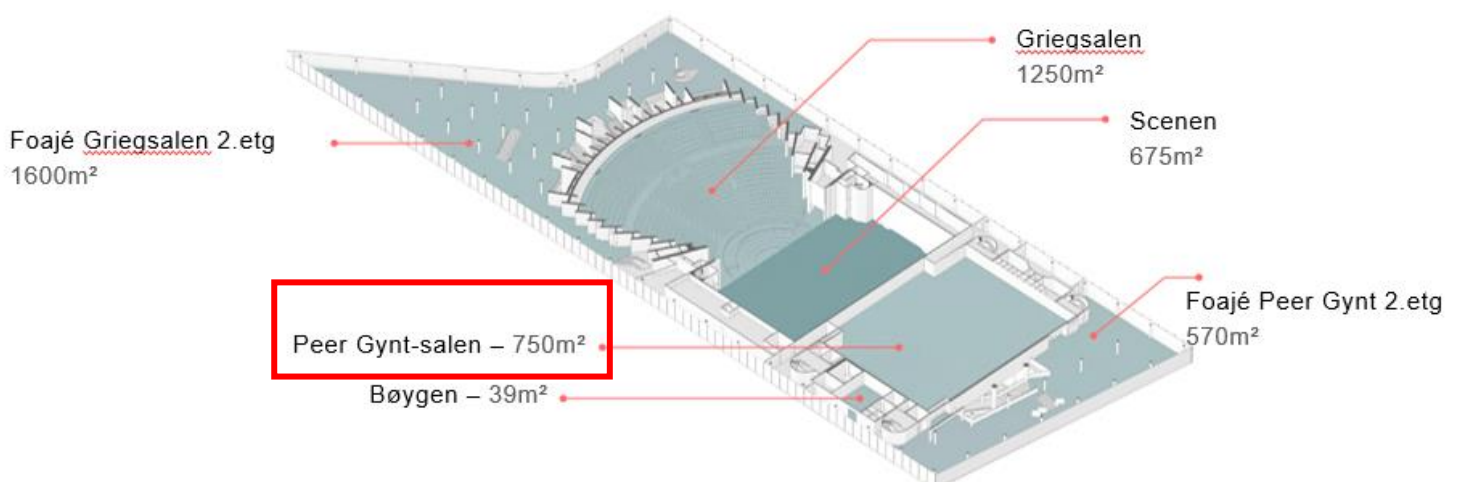 Griegsalen
1250m²
Scenen
675m²
Foajé Griegsalen 2.etg
1600m²
Foajé Peer Gynt 2.etg
570m²
Peer Gynt-salen – 750m²
Bøygen – 39m²